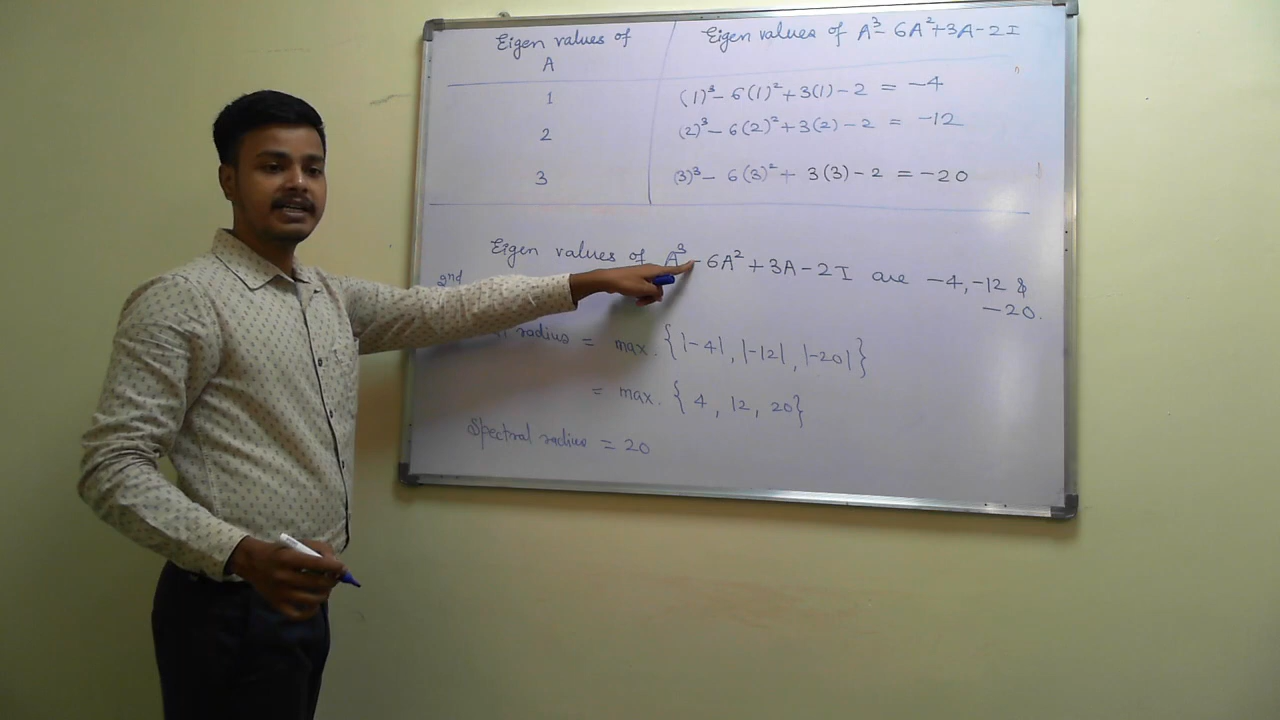 Eigen values of A
Eigen values of A³- 6A²+3A-2I
1 (1)³- 6(1)²+3(1)-2 = -4
2 (2)³- 6(2)²+3(2)-2 = -12
3 (3)³- 6(3)²+ 3(3)-2 = -20
Eigen values of A³-6A²+3A-2I are -4,-12 &
-20.
2nd
radius = max. {|-4|, |-12|, |-20|}
= max. {4, 12, 20}
Spectral radius = 20